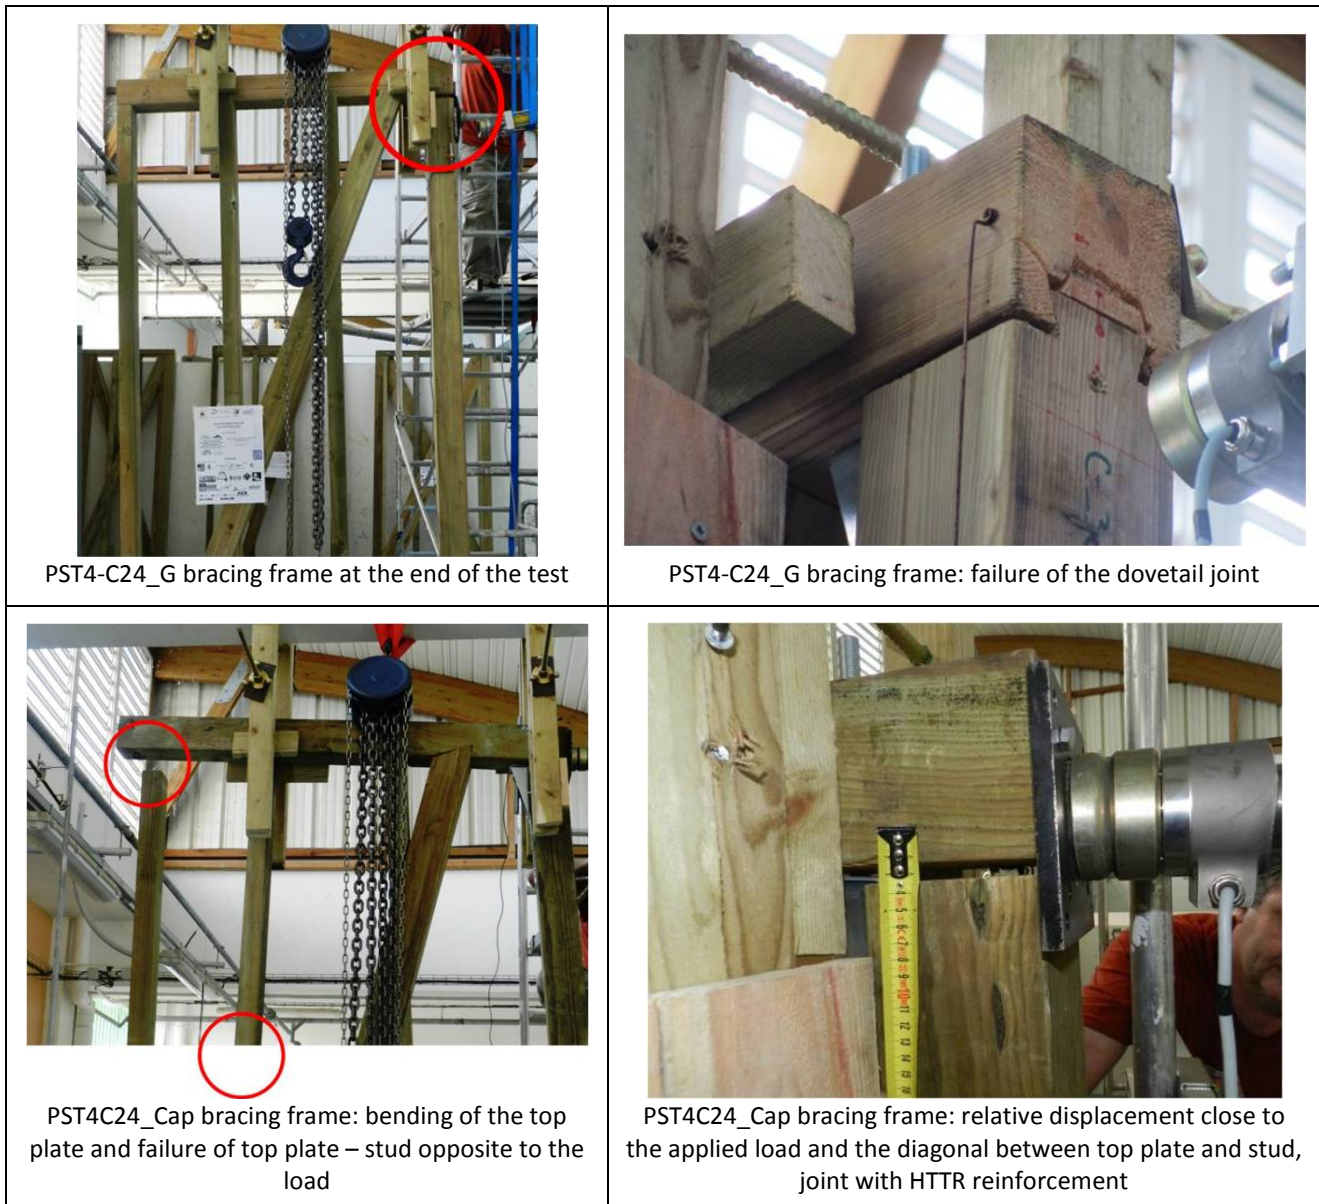 PST4-C24_G bracing frame at the end of the test
PST4-C24_G bracing frame: failure of the dovetail joint
PST4C24_Cap bracing frame: bending of the top
plate and failure of top plate – stud opposite to the
load
PST4C24_Cap bracing frame: relative displacement close to
the applied load and the diagonal between top plate and stud,
joint with HTTR reinforcement